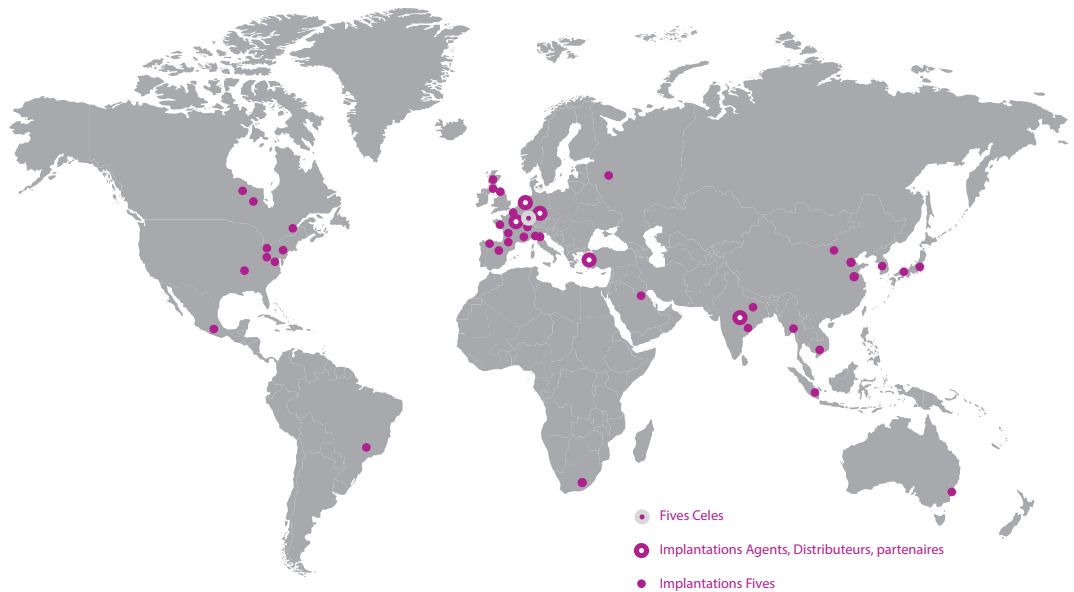 Fives Celes
Implantations Agents, Distributeurs, partenaires
Implantations Fives